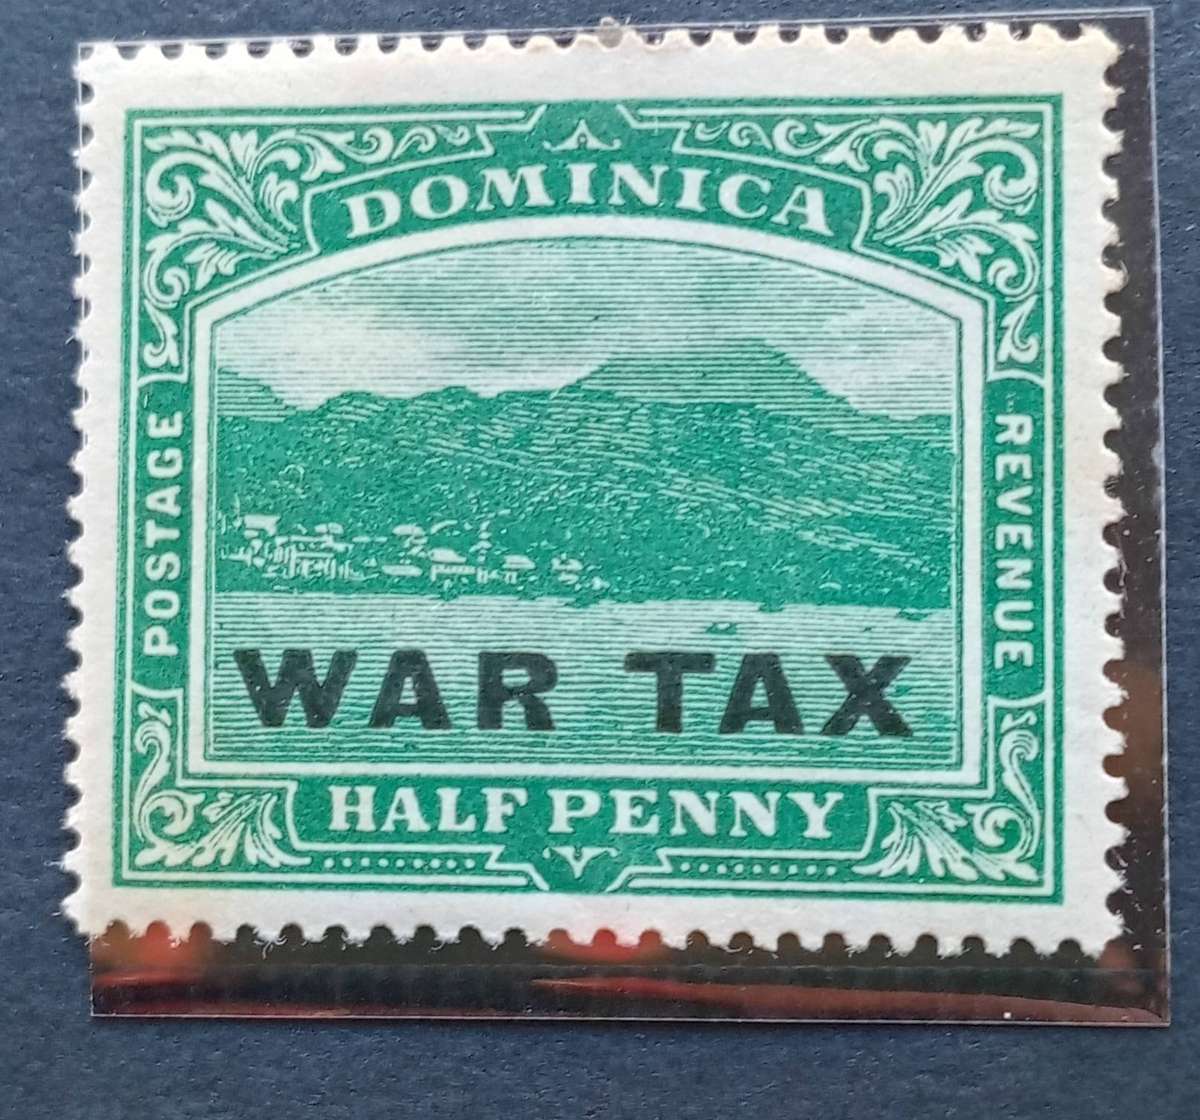 DOMINICA
POSTAGE
REVENUE
WAR TAX
HALF PENNY